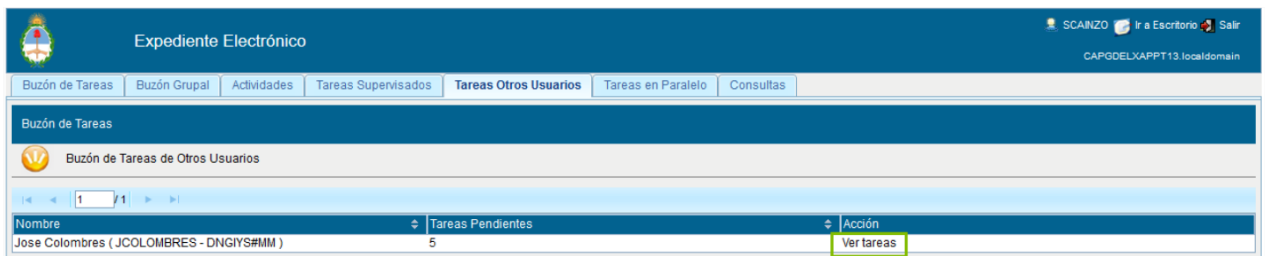 SCAINZO Ir a Escritorio Salir
Expediente Electrónico
CAPGDELXAPPT13.localdomain
Buzón de Tareas Buzón Grupal Actividades Tareas Supervisados Tareas Otros Usuarios Tareas en Paralelo Consultas
Buzón de Tareas
Buzón de Tareas de Otros Usuarios
1 / 1
Nombre Tareas Pendientes Acción
Jose Colombres ( JCOLOMBRES - DNGIYS#MM ) 5 Ver tareas